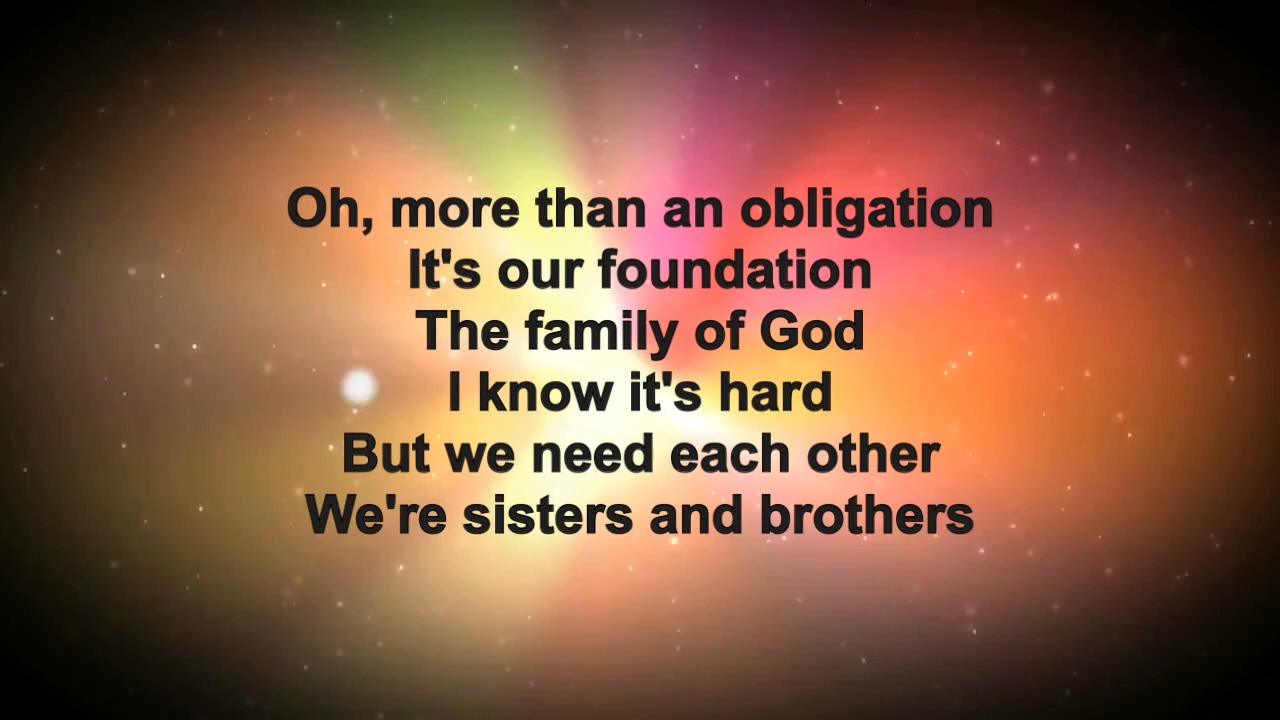 Oh, more than an obligation
It's our foundation
The family of God
I know it's hard
But we need each other
We're sisters and brothers